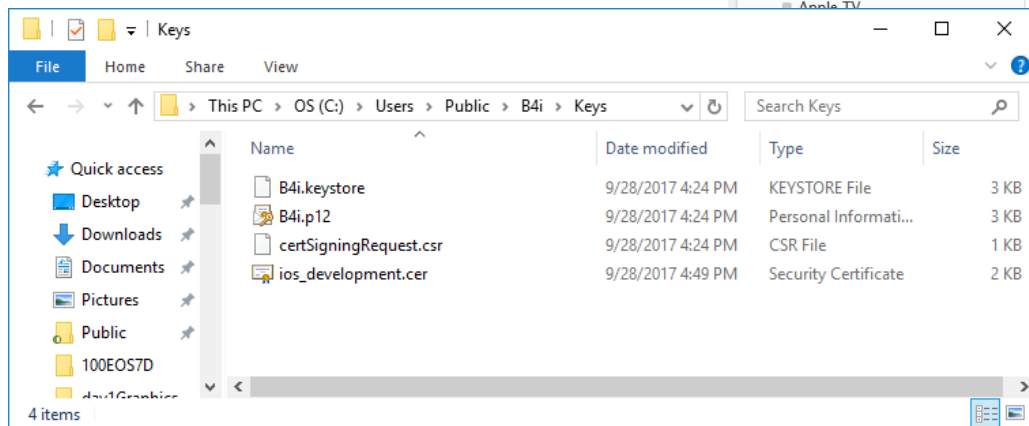 Apple TV
Keys
File Home Share View
This PC > OS (C:) > Users > Public > B4i > Keys
Search Keys
Name Date modified Type Size
Quick access
Desktop
Downloads
Documents
Pictures
Public
100EOS7D
day1Graphics
B4i.keystore 9/28/2017 4:24 PM KEYSTORE File 3 KB
B4i.p12 9/28/2017 4:24 PM Personal Informati... 3 KB
certSigningRequest.csr 9/28/2017 4:24 PM CSR File 1 KB
ios_development.cer 9/28/2017 4:49 PM Security Certificate 2 KB
4 items